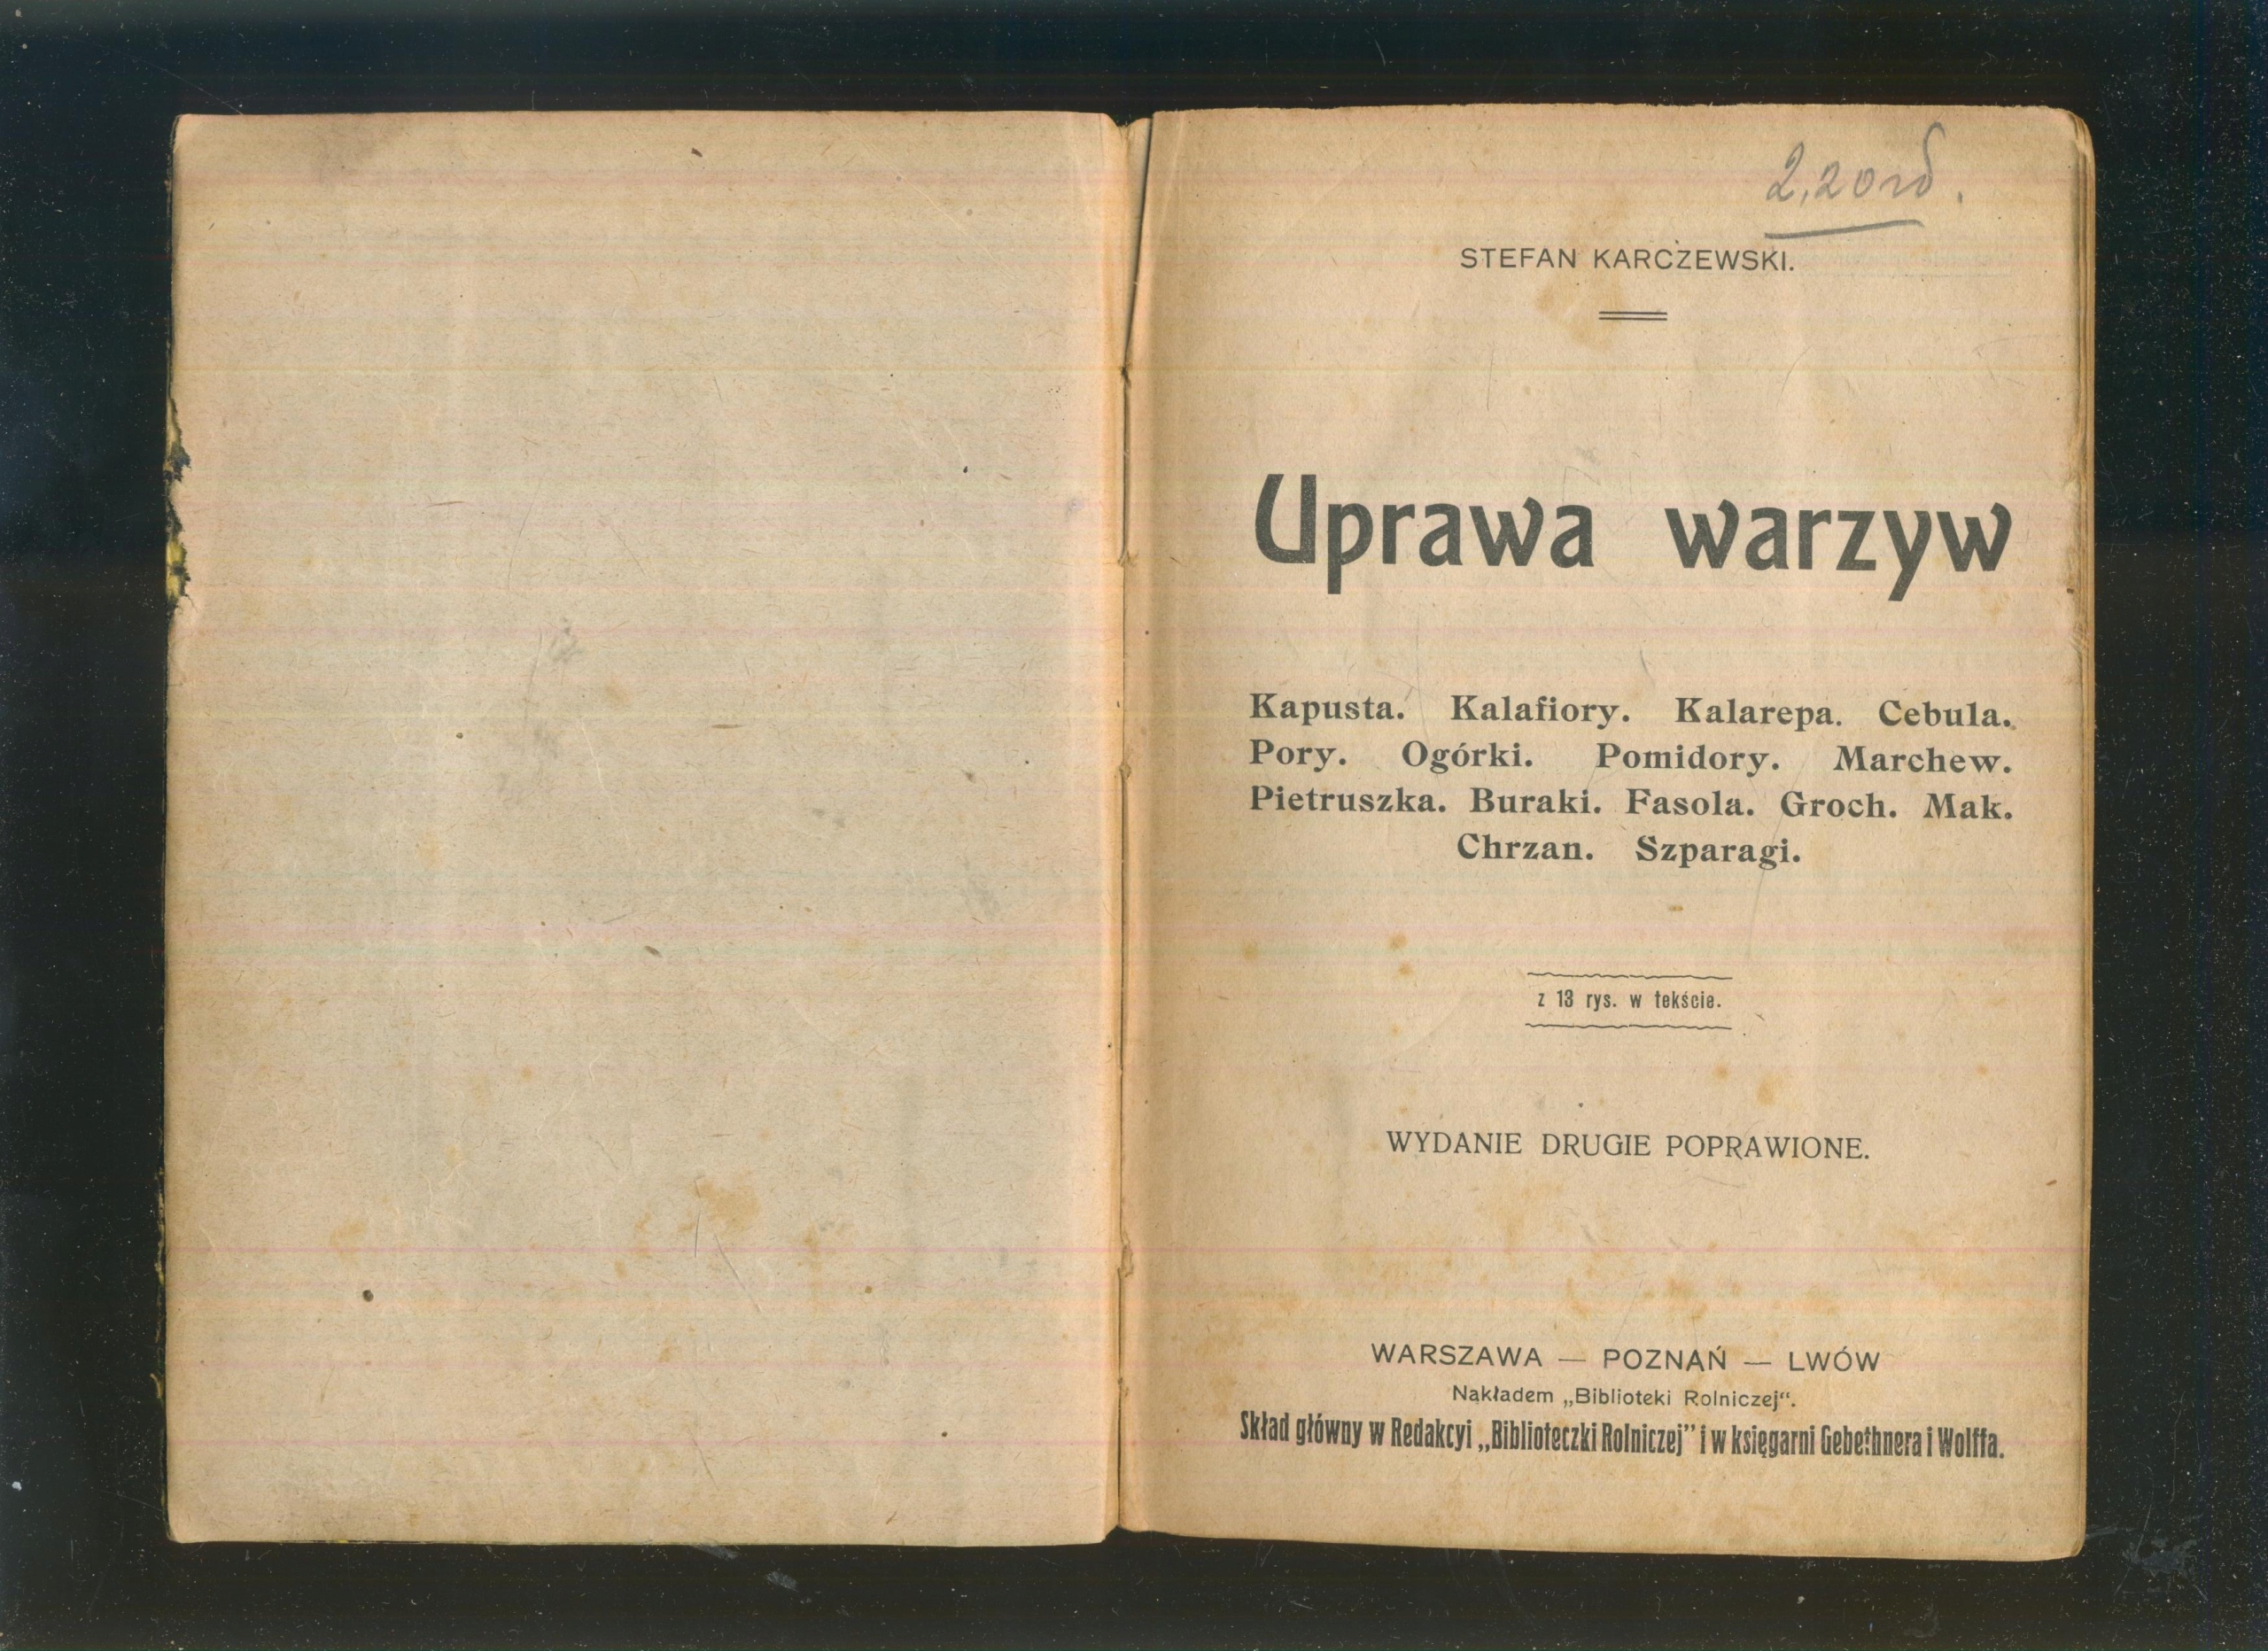 2,20
STEFAN KARCZEWSKI.
Uprawa warzyw
Kapusta. Kalafiory. Kalarepa. Cebula.
Pory. Ogórki. Pomidory. Marchew.
Pietruszka. Buraki. Fasola. Groch. Mak.
Chrzan. Szparagi.
z 13 rys. w tekście.
WYDANIE DRUGIE POPRAWIONE.
WARSZAWA — POZNAŃ — LWÓW
Nakładem „Biblioteki Rolniczej“.
Skład główny w Redakcyi „Biblioteczki Rolniczej” i w księgarni Gebethnera i Wolffa.